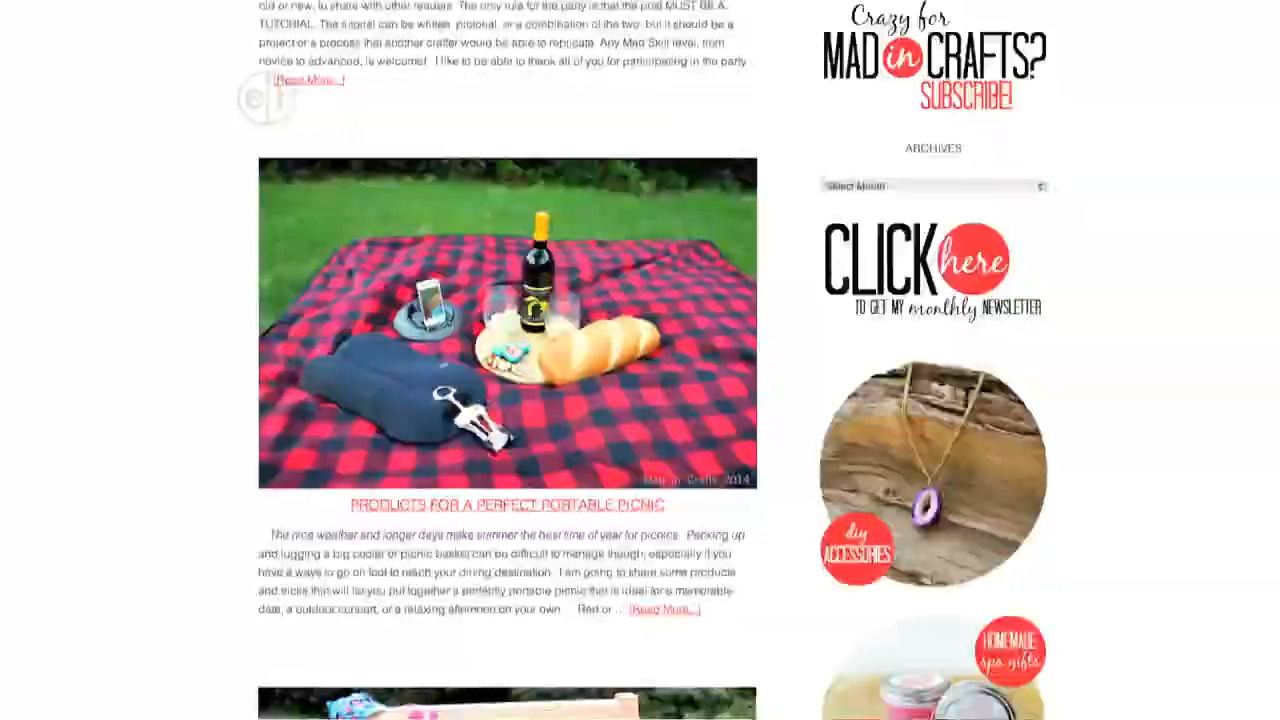 old or new, to share with other readers. The only rule for the party is that the post MUST BE A
TUTORIAL. The tutorial can be written, pictorial, or a combination of the two, but it should be a
project or a process that another crafter would be able to replicate. Any Mad Skill level, from
novice to advanced, is welcome! I like to be able to thank all of you for participating in the party
[Read More...]
Mad in Crafts 2014
PRODUCTS FOR A PERFECT PORTABLE PICNIC
The nice weather and longer days make summer the best time of year for picnics. Packing up
and lugging a big cooler or picnic basket can be difficult to manage though, especially if you
have a ways to go on foot to reach your dining destination. I am going to share some products
and tricks that will let you put together a perfectly portable picnic that is ideal for a memorable
date, a outdoor concert, or a relaxing afternoon on your own. Red or ... [Read More...]
Crazy for
MAD in CRAFTS?
SUBSCRIBE!
ARCHIVES
Select Month
CLICK here
TO GET MY monthly NEWSLETTER
diy
ACCESSORIES
HOMEMADE
spa gifts